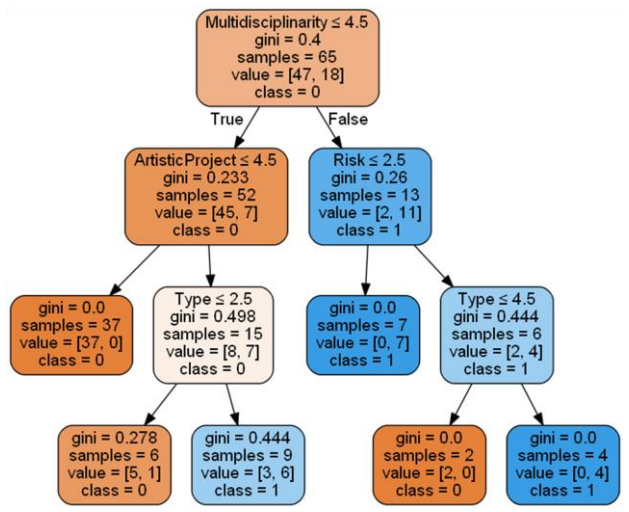 Multidisciplinarity ≤ 4.5
gini = 0.4
samples = 65
value = [47, 18]
class = 0
True
False
ArtisticProject ≤ 4.5
gini = 0.233
samples = 52
value = [45, 7]
class = 0
Risk ≤ 2.5
gini = 0.26
samples = 13
value = [2, 11]
class = 1
gini = 0.0
samples = 37
value = [37, 0]
class = 0
Type ≤ 2.5
gini = 0.498
samples = 15
value = [8, 7]
class = 0
gini = 0.0
samples = 7
value = [0, 7]
class = 1
Type ≤ 4.5
gini = 0.444
samples = 6
value = [2, 4]
class = 1
gini = 0.278
samples = 6
value = [5, 1]
class = 0
gini = 0.444
samples = 9
value = [3, 6]
class = 1
gini = 0.0
samples = 2
value = [2, 0]
class = 0
gini = 0.0
samples = 4
value = [0, 4]
class = 1